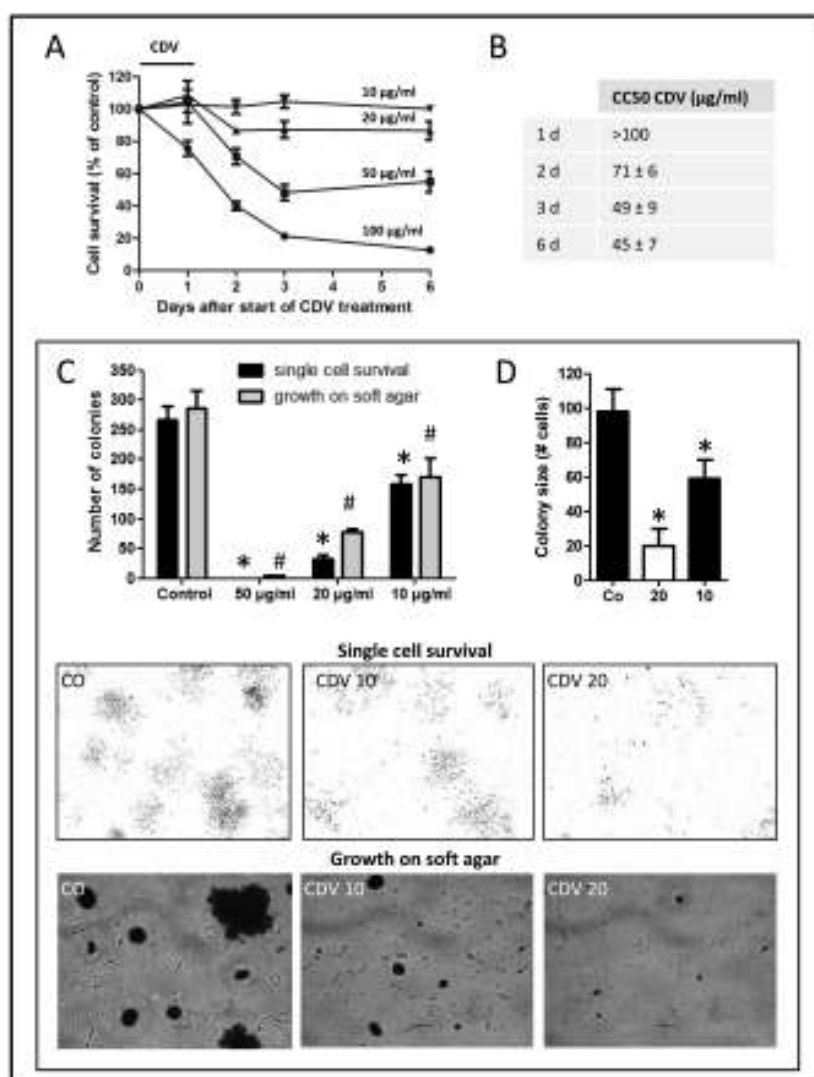 A
CDV
120
100
80
60
40
20
0
Cell survival (% of control)
10 µg/ml
20 µg/ml
50 µg/ml
100 µg/ml
0 1 2 3 4 5 6
Days after start of CDV treatment
B
CC50 CDV (µg/ml)
1 d >100
2 d 71 ± 6
3 d 49 ± 9
6 d 45 ± 7
C
350
300
250
200
150
100
50
0
Number of colonies
single cell survival
growth on soft agar
* # * # * #
Control 50 µg/ml 20 µg/ml 10 µg/ml
D
120
100
80
60
40
20
0
Colony size (# cells)
* *
Co 20 10
Single cell survival
CO CDV 10 CDV 20
Growth on soft agar
CO CDV 10 CDV 20